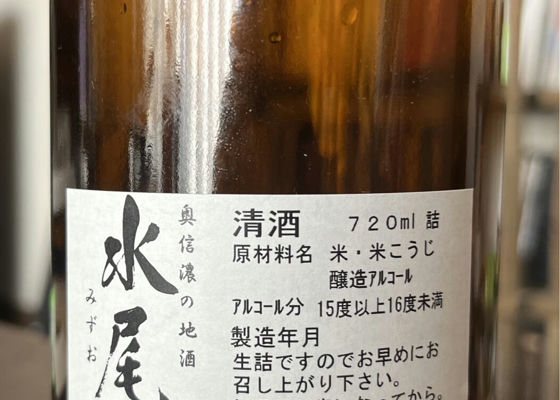 奥信濃の地酒
水尾
みずお
清酒 720ml 詰
原材料名 米・米こうじ
醸造アルコール
アルコール分 15度以上16度未満
製造年月
生詰ですのでお早めにお
召し上がり下さい。